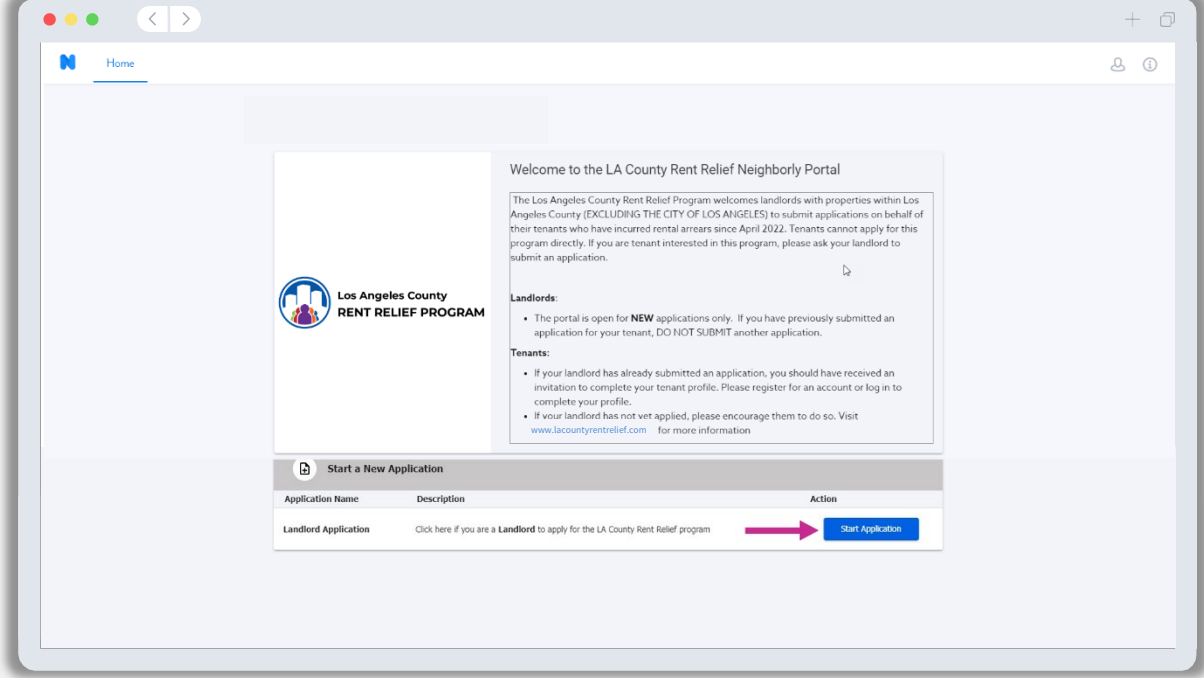 N Home
Welcome to the LA County Rent Relief Neighborly Portal
The Los Angeles County Rent Relief Program welcomes landlords with properties within Los
Angeles County (EXCLUDING THE CITY OF LOS ANGELES) to submit applications on behalf of
their tenants who have incurred rental arrears since April 2022. Tenants cannot apply for this
program directly. If you are tenant interested in this program, please ask your landlord to
submit an application.
Los Angeles County
RENT RELIEF PROGRAM
Landlords:
• The portal is open for NEW applications only. If you have previously submitted an
application for your tenant, DO NOT SUBMIT another application.
Tenants:
• If your landlord has already submitted an application, you should have received an
invitation to complete your tenant profile. Please register for an account or log in to
complete your profile.
• If your landlord has not yet applied, please encourage them to do so. Visit
www.lacountyrentrelief.com for more information
Start a New Application
Application Name Description Action
Landlord Application Click here if you are a Landlord to apply for the LA County Rent Relief program Start Application